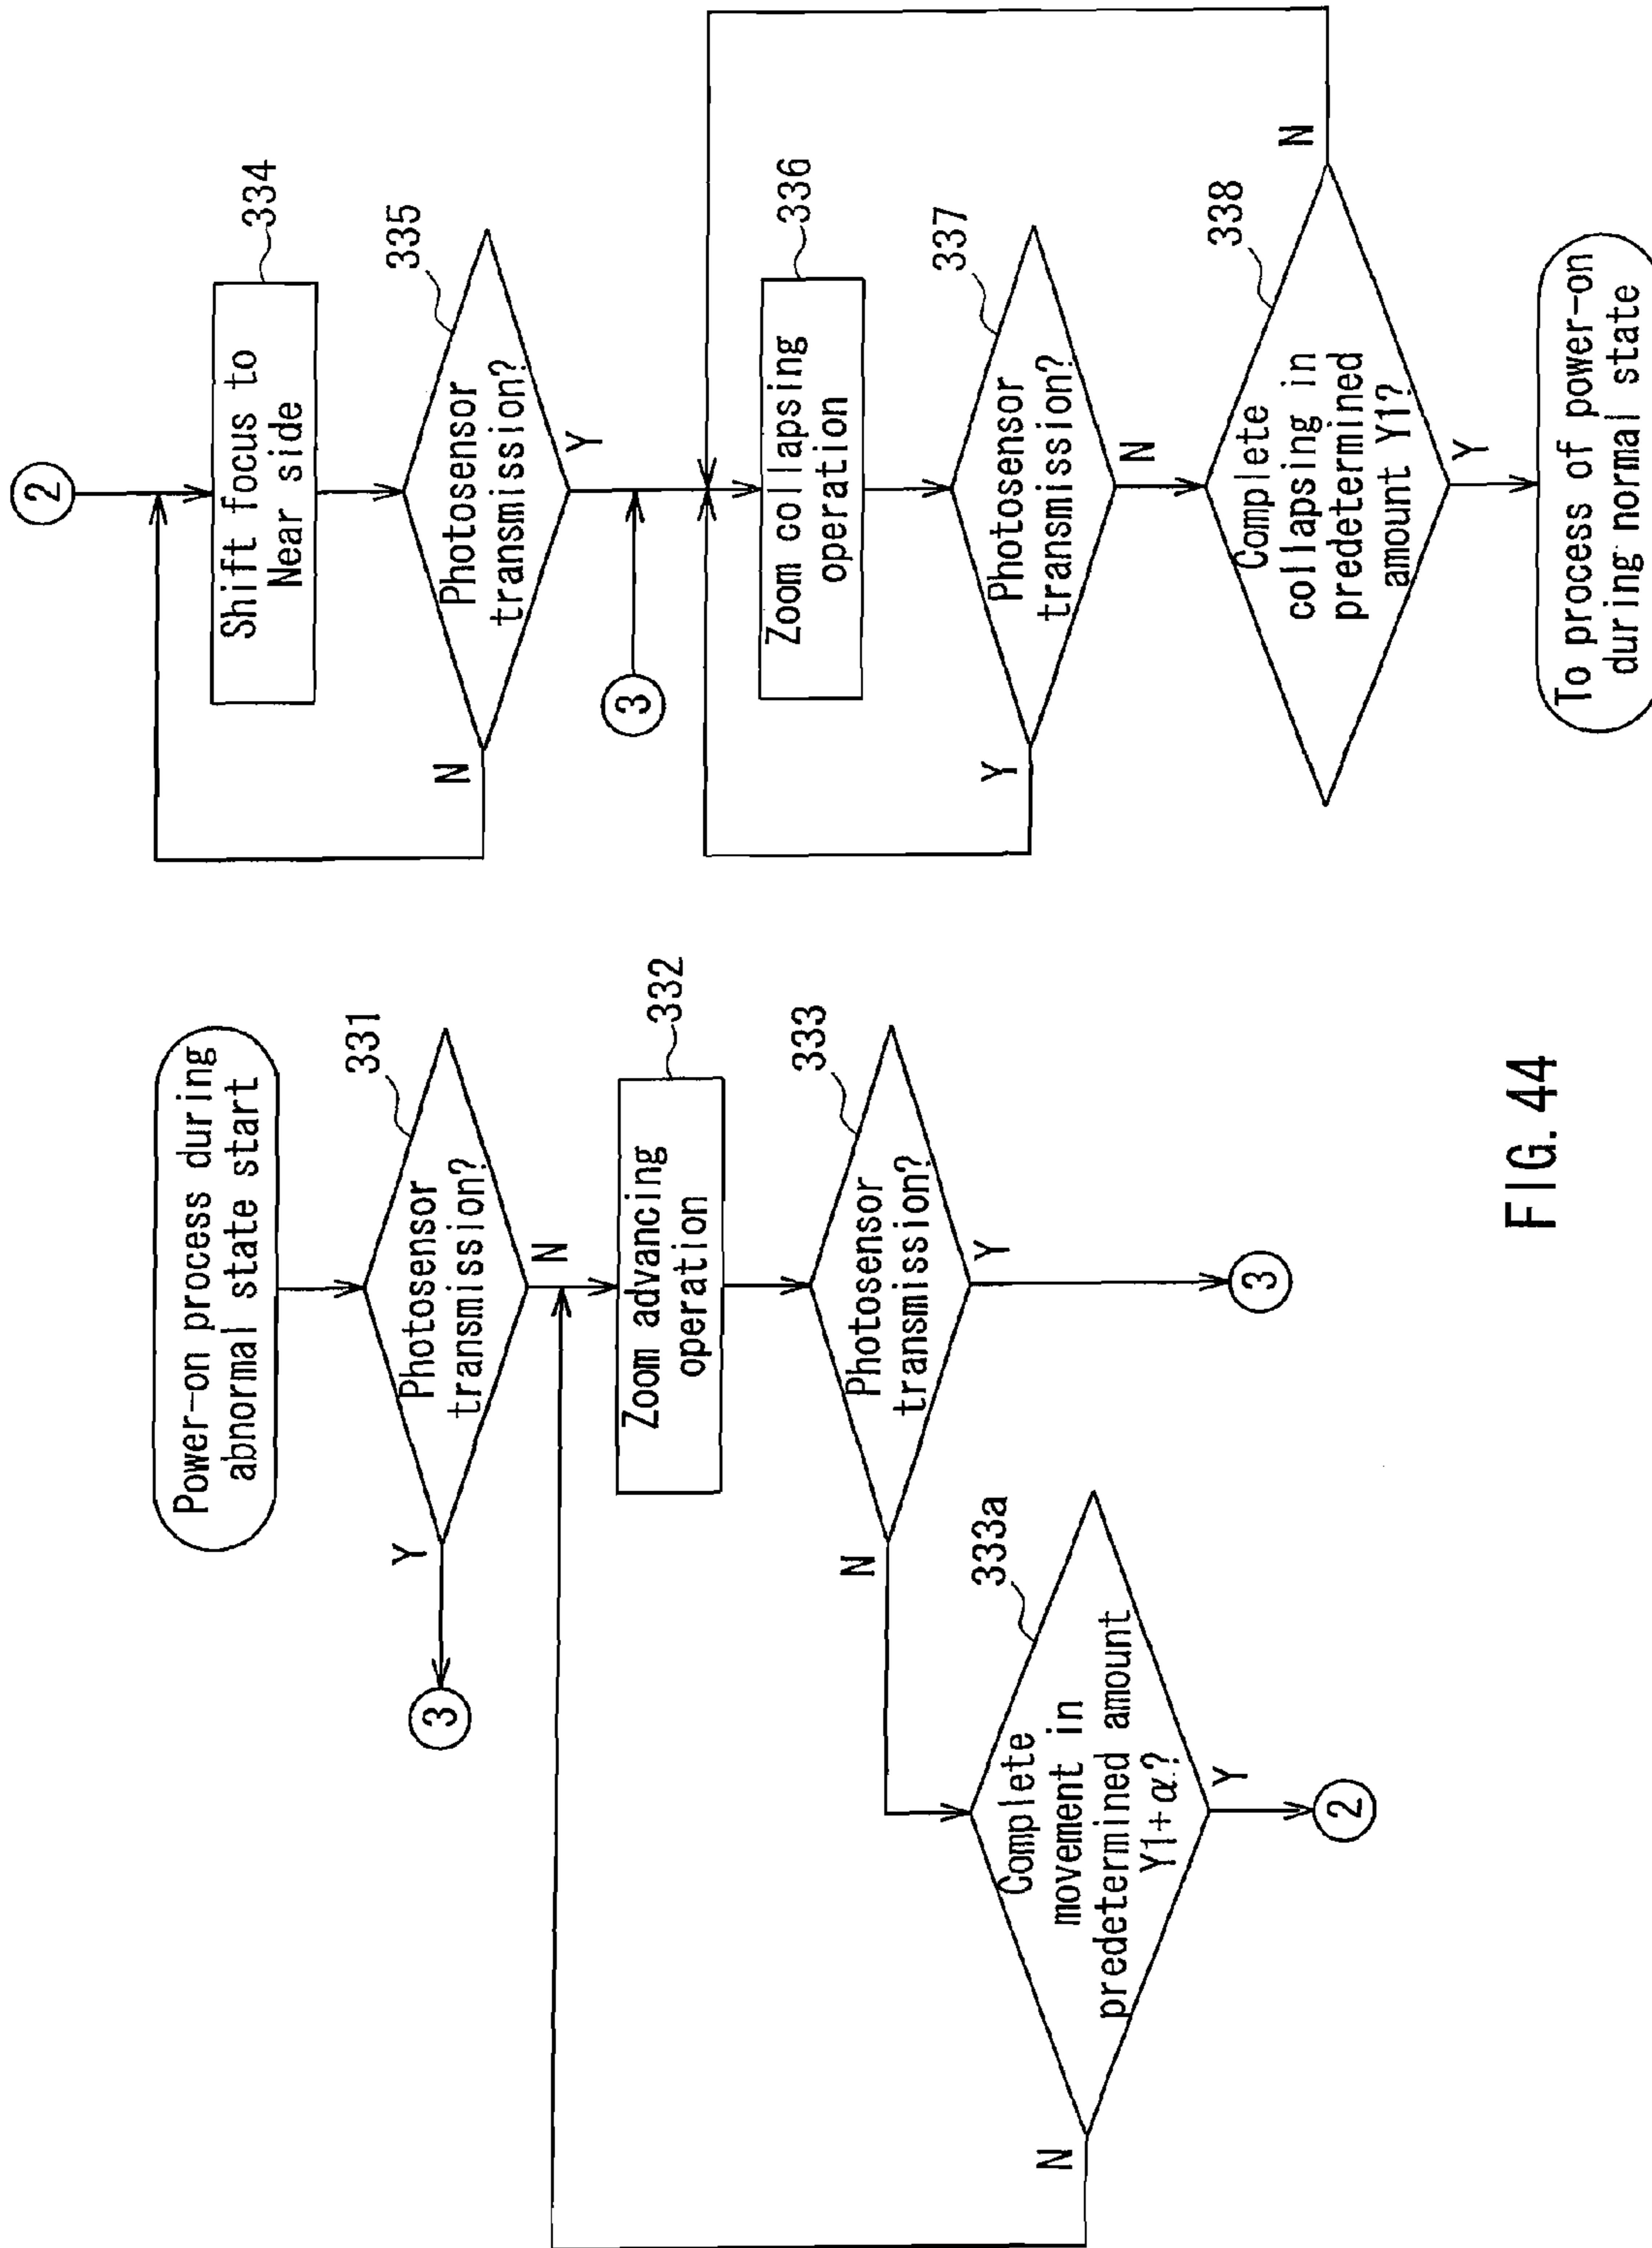 Power-on process during
abnormal state start
331
Photosensor
transmission?
Y
3
N
332
Zoom advancing
operation
333
Photosensor
transmission?
N
Y
3
333a
Complete
movement in
predetermined amount
Y1+α?
N
Y
2
2
334
Shift focus to
Near side
335
Photosensor
transmission?
N
Y
3
336
Zoom collapsing
operation
337
Photosensor
transmission?
Y
N
338
Complete
collapsing in
predetermined
amount Y1?
N
Y
To process of power-on
during normal state
FIG. 44